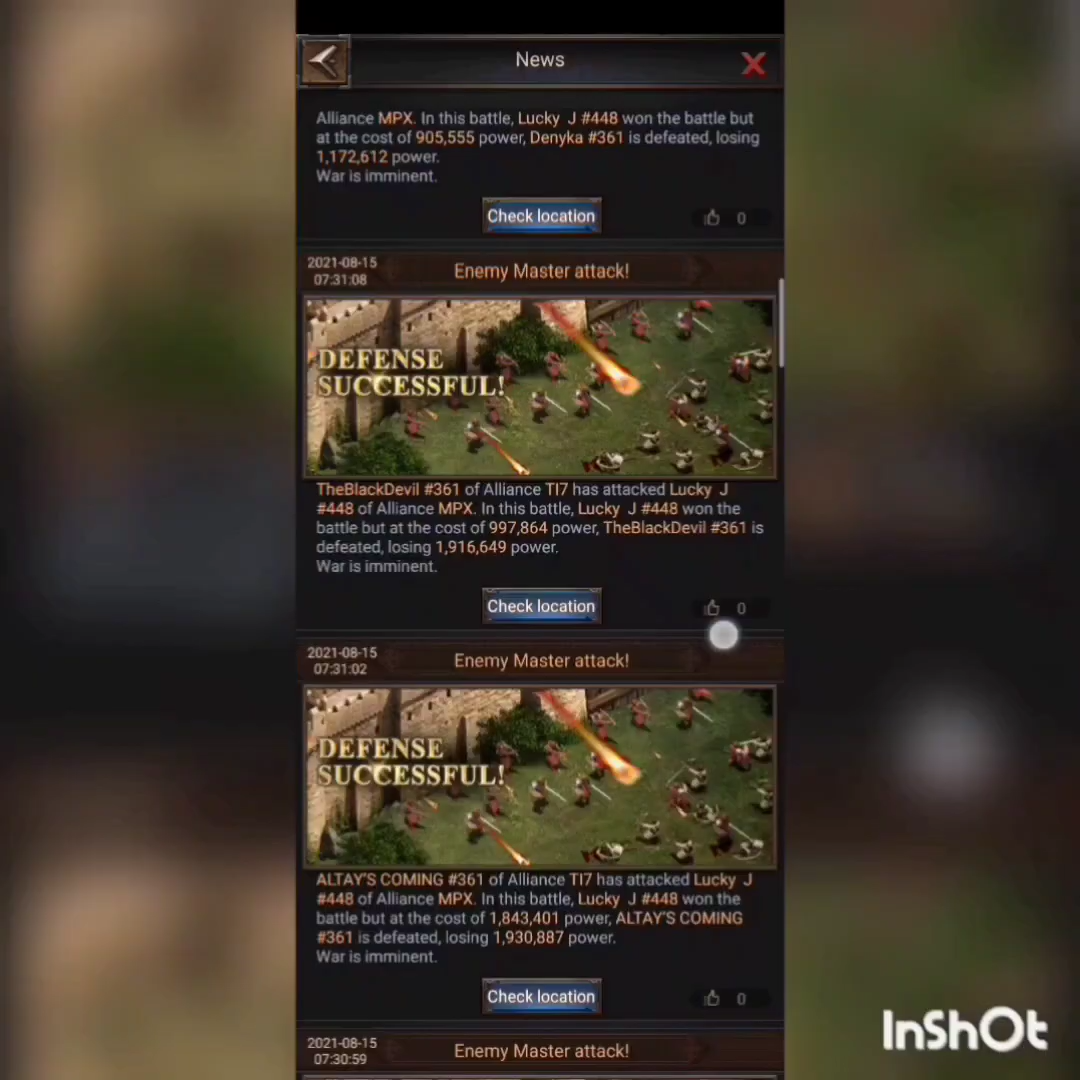 News
Alliance MPX. In this battle, Lucky J #448 won the battle but
at the cost of 905,555 power, Denyka #361 is defeated, losing
1,172,612 power.
War is imminent.
Check location
0
2021-08-15
07:31:08
Enemy Master attack!
DEFENSE
SUCCESSFUL!
TheBlackDevil #361 of Alliance TI7 has attacked Lucky J
#448 of Alliance MPX. In this battle, Lucky J #448 won the
battle but at the cost of 997,864 power, TheBlackDevil #361 is
defeated, losing 1,916,649 power.
War is imminent.
Check location
0
2021-08-15
07:31:02
Enemy Master attack!
DEFENSE
SUCCESSFUL!
ALTAY'S COMING #361 of Alliance TI7 has attacked Lucky J
#448 of Alliance MPX. In this battle, Lucky J #448 won the
battle but at the cost of 1,843,401 power, ALTAY'S COMING
#361 is defeated, losing 1,930,887 power.
War is imminent.
Check location
0
2021-08-15
07:30:59
Enemy Master attack!
InShOt